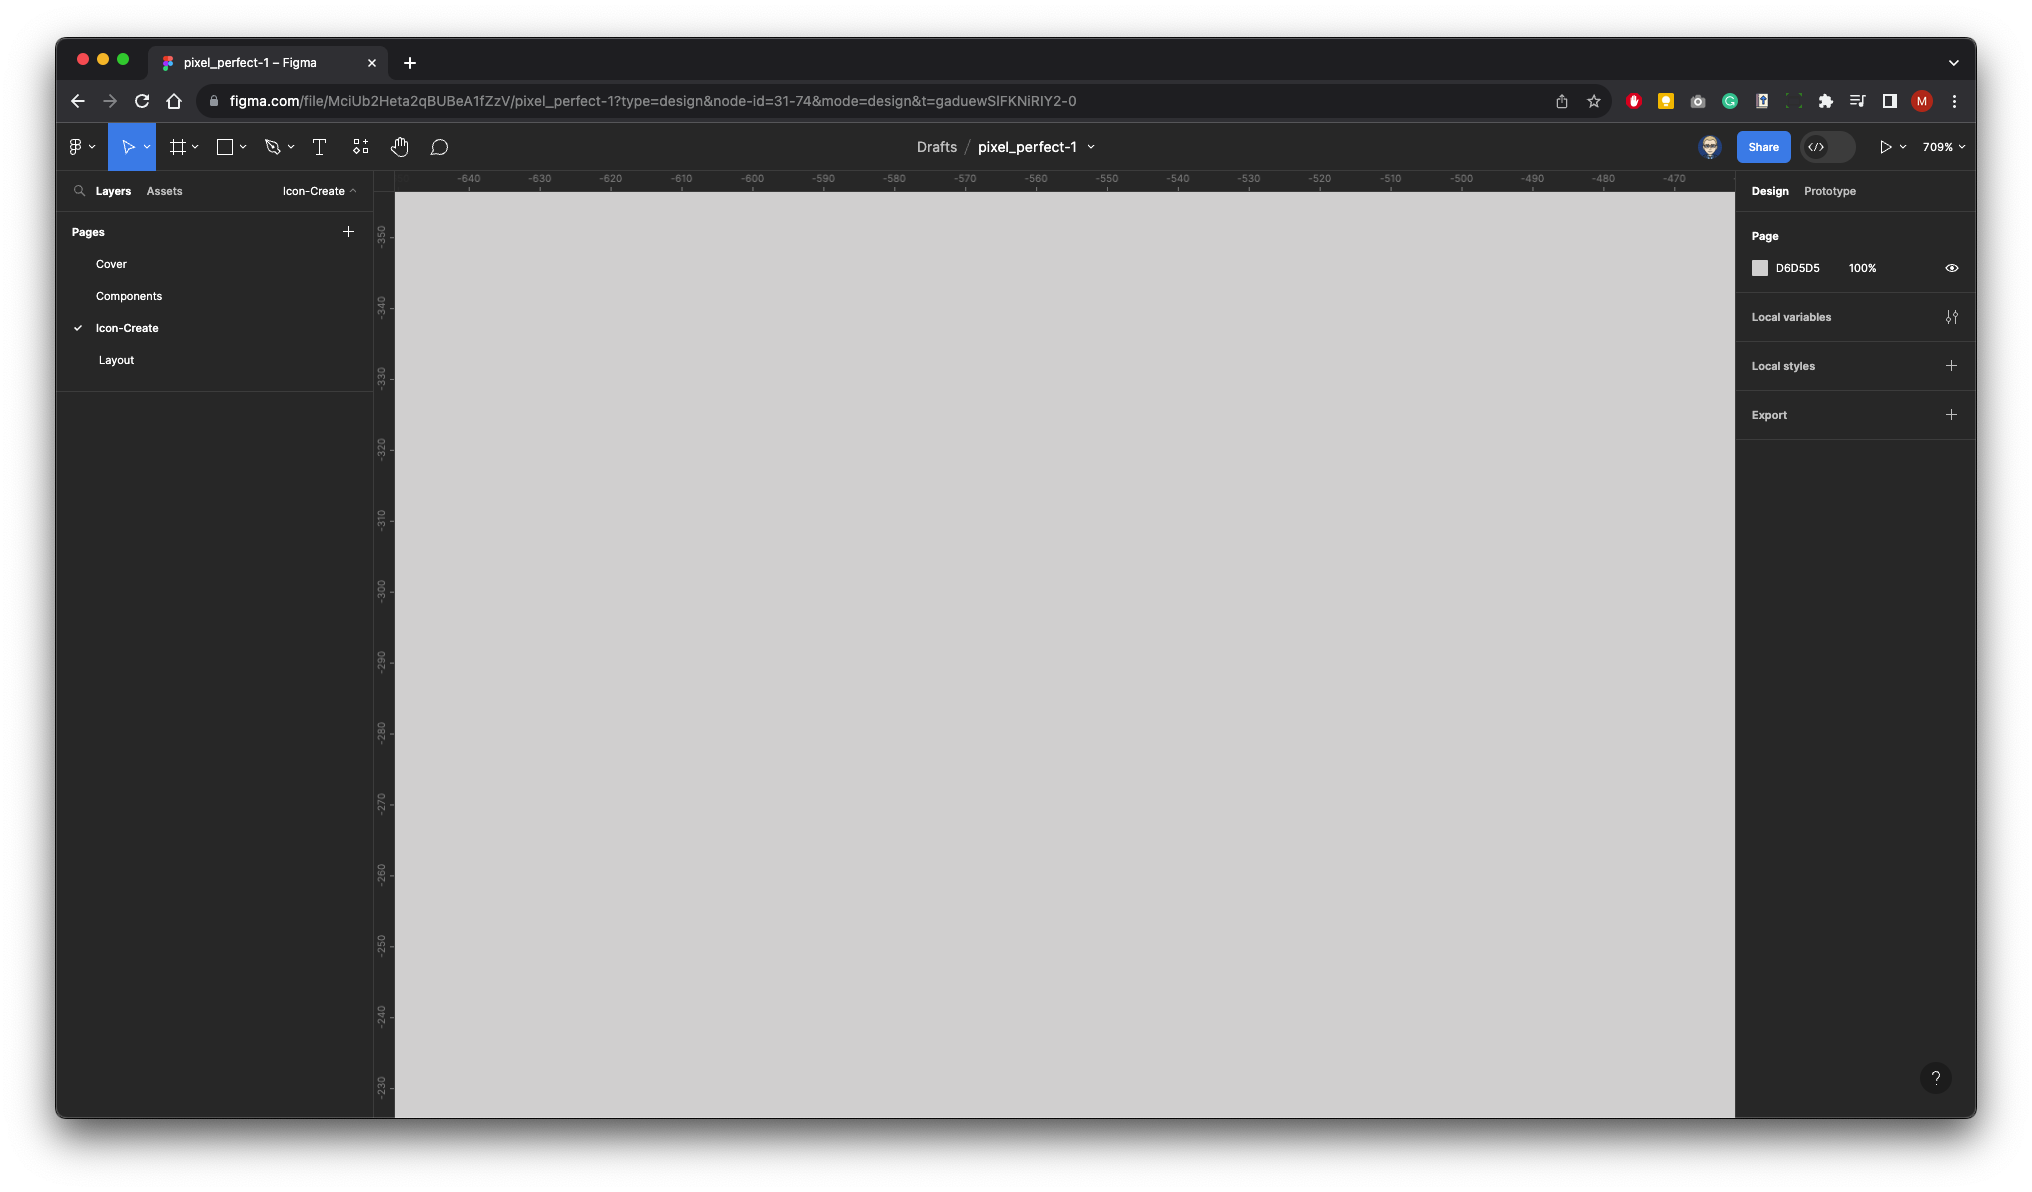 pixel_perfect-1 – Figma
figma.com/file/MciUb2Heta2qBUBeA1fZzV/pixel_perfect-1?type=design&node-id=31-74&mode=design&t=gaduewSlFKNiRIY2-0
M
Drafts / pixel_perfect-1
Share
709%
Layers Assets Icon-Create
Pages
Cover
Components
Icon-Create
Layout
-640 -630 -620 -610 -600 -590 -580 -570 -560 -550 -540 -530 -520 -510 -500 -490 -480 -470
-350
-340
-330
-320
-310
-300
-290
-280
-270
-260
-250
-240
-230
Design Prototype
Page
D6D5D5 100%
Local variables
Local styles
Export
?